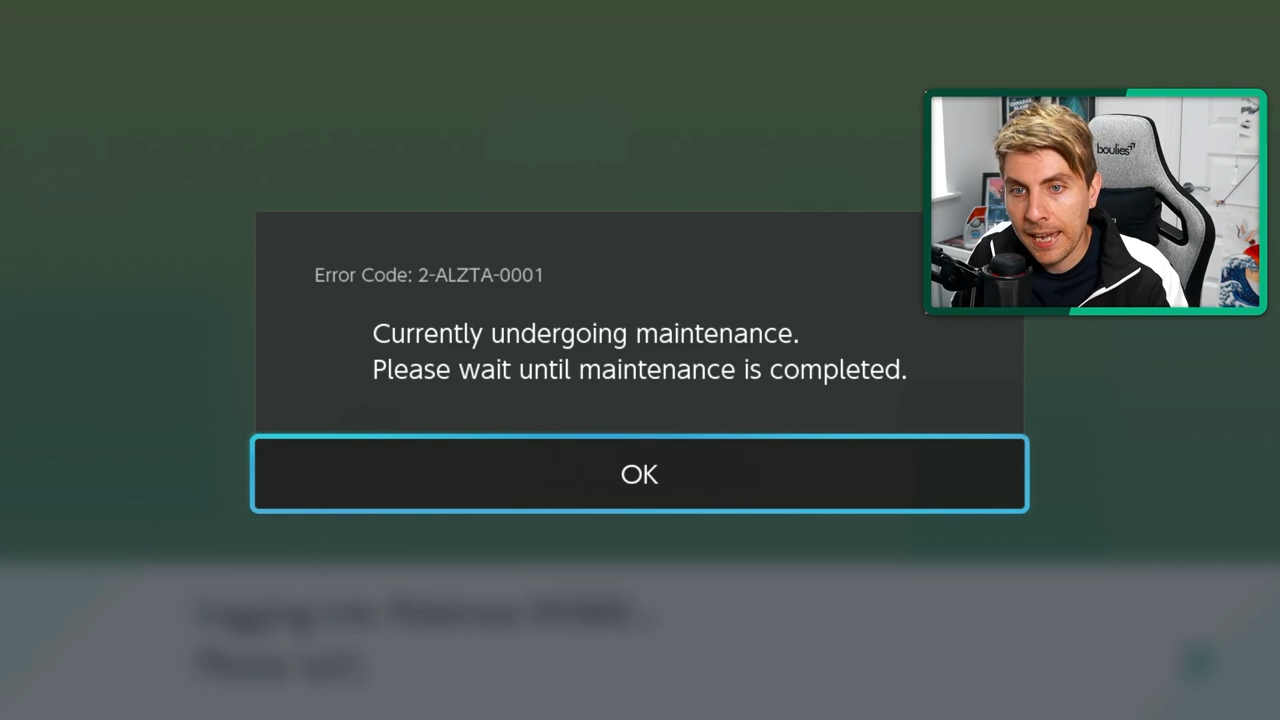 Error Code: 2-ALZTA-0001
Currently undergoing maintenance.
Please wait until maintenance is completed.
OK
boulies